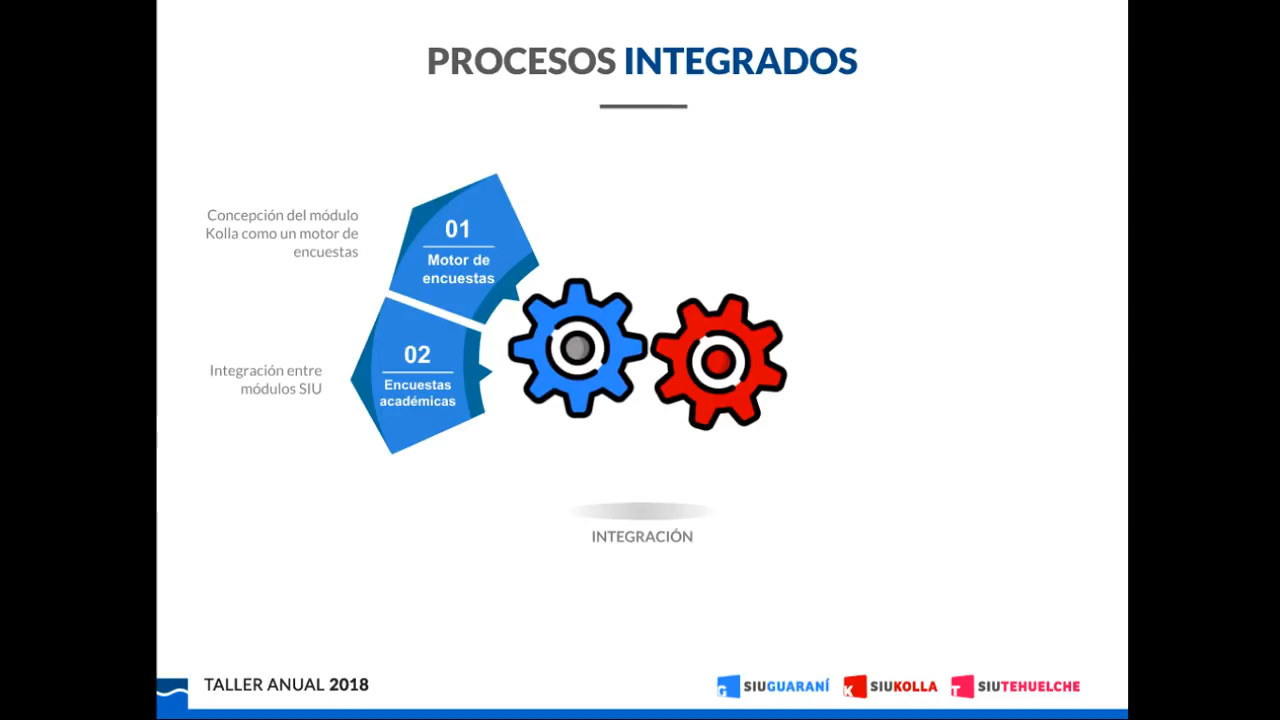 PROCESOS INTEGRADOS
Concepción del módulo
Kolla como un motor de
encuestas
01
Motor de
encuestas
Integración entre
módulos SIU
02
Encuestas
académicas
INTEGRACIÓN
TALLER ANUAL 2018
G SIUGUARANÍ K SIUKOLLA T SIUTEHUELCHE